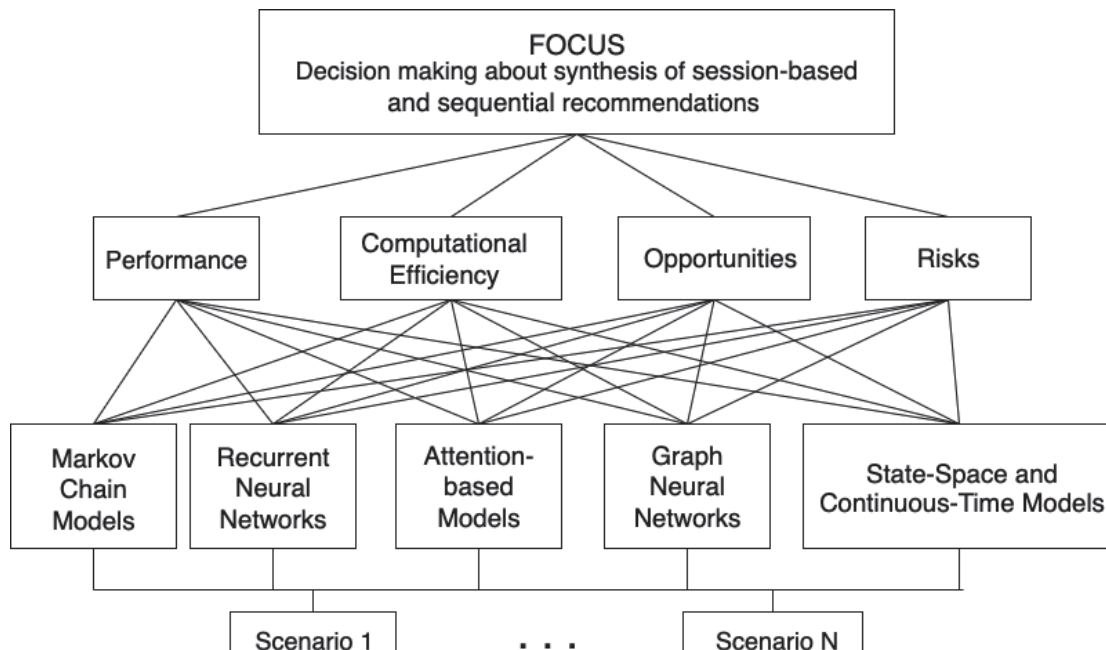 FOCUS
Decision making about synthesis of session-based
and sequential recommendations
Performance
Computational
Efficiency
Opportunities
Risks
Markov
Chain
Models
Recurrent
Neural
Networks
Attention-
based
Models
Graph
Neural
Networks
State-Space and
Continuous-Time Models
Scenario 1
. . .
Scenario N